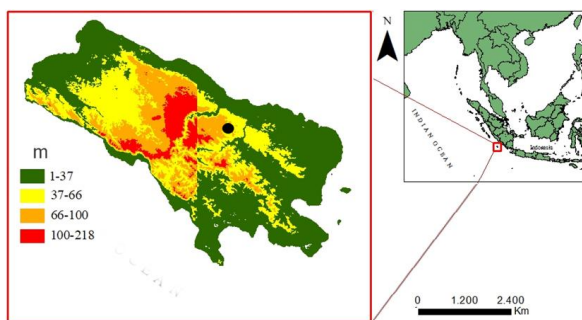 m
1-37
37-66
66-100
100-218
N
INDIAN OCEAN
Indonesia
0 1.200 2.400
Km